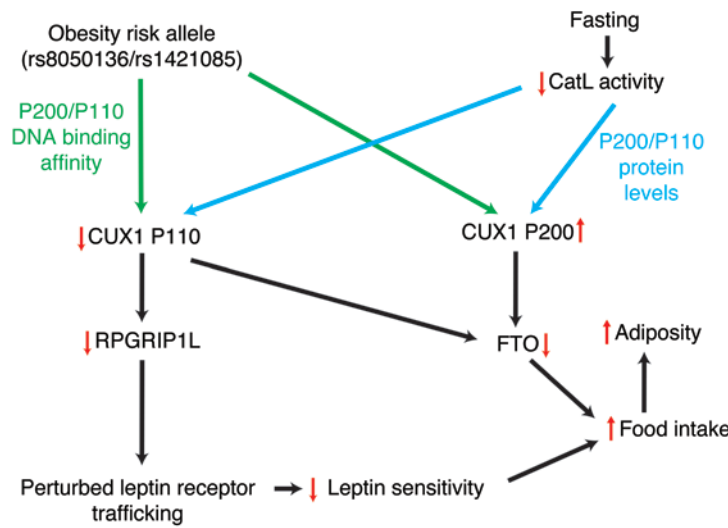 Obesity risk allele
(rs8050136/rs1421085)
Fasting
↓CatL activity
P200/P110
DNA binding
affinity
P200/P110
protein
levels
↓CUX1 P110
CUX1 P200↑
↓RPGRIP1L
FTO↓
↑Adiposity
↑Food intake
Perturbed leptin receptor
trafficking
↓Leptin sensitivity